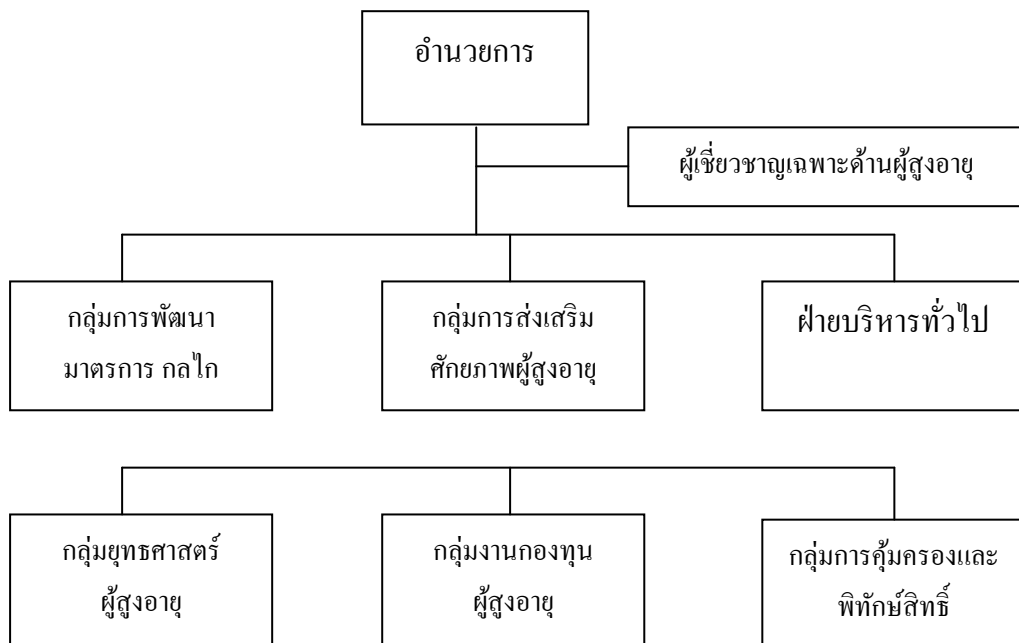 อำนวยการ
ผู้เชี่ยวชาญเฉพาะด้านผู้สูงอายุ
กลุ่มการพัฒนา
มาตรการ กลไก
กลุ่มการส่งเสริม
ศักยภาพผู้สูงอายุ
ฝ่ายบริหารทั่วไป
กลุ่มยุทธศาสตร์
ผู้สูงอายุ
กลุ่มงานกองทุน
ผู้สูงอายุ
กลุ่มการคุ้มครองและ
พิทักษ์สิทธิ์